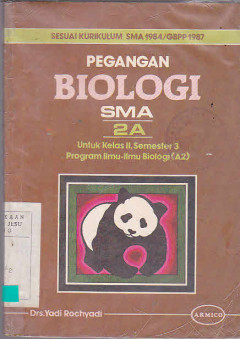 SESUAI KURIKULUM SMA 1984/GBPP 1987
PEGANGAN
BIOLOGI
SMA
2A
Untuk Kelas II, Semester 3
Program Ilmu-Ilmu Biologi (A2)
Drs.Yadi Rochyadi
ARMICO